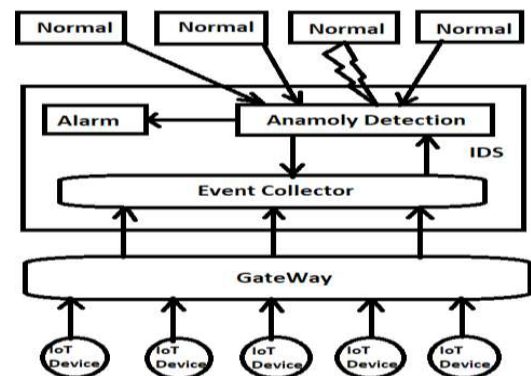 Normal
Normal
Normal
Normal
Alarm
Anamoly Detection
IDS
Event Collector
GateWay
IoT
Device
IoT
Device
IoT
Device
IoT
Device
IoT
Device